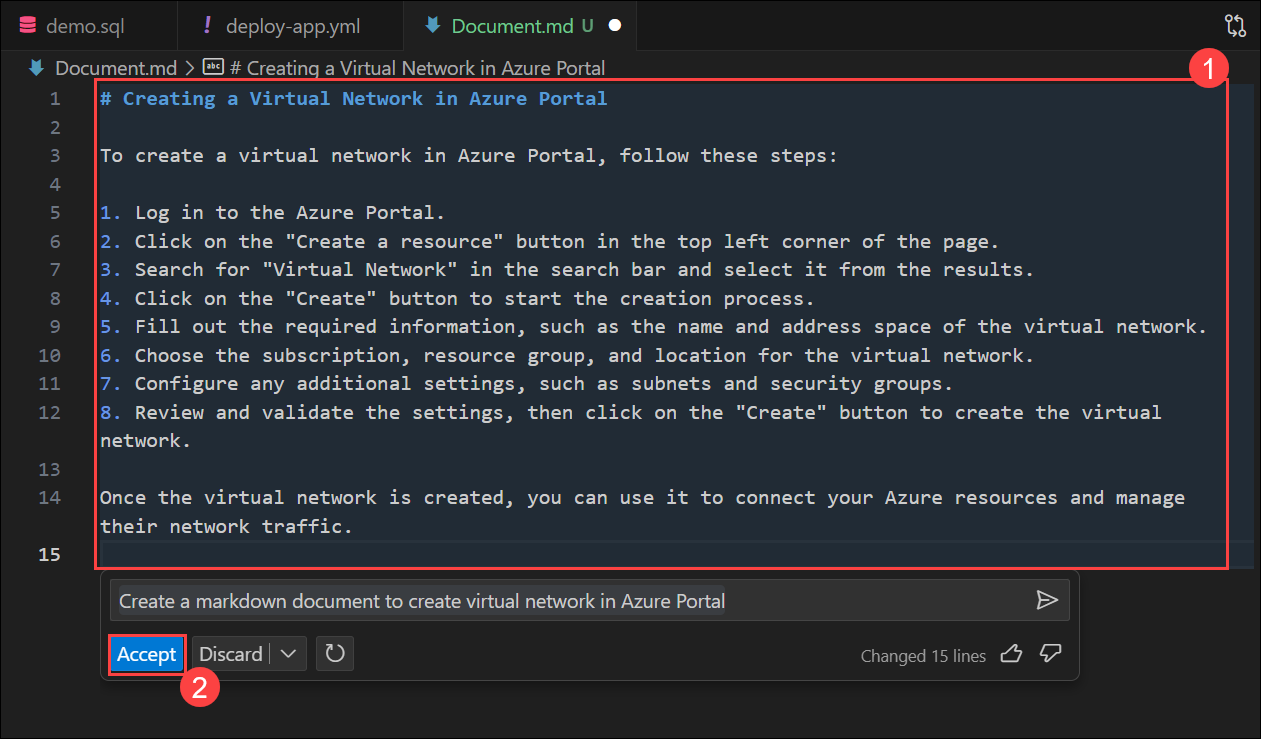 demo.sql
! deploy-app.yml
Document.md U
Document.md > abc # Creating a Virtual Network in Azure Portal
1
1 # Creating a Virtual Network in Azure Portal
2
3 To create a virtual network in Azure Portal, follow these steps:
4
5 1. Log in to the Azure Portal.
6 2. Click on the "Create a resource" button in the top left corner of the page.
7 3. Search for "Virtual Network" in the search bar and select it from the results.
8 4. Click on the "Create" button to start the creation process.
9 5. Fill out the required information, such as the name and address space of the virtual network.
10 6. Choose the subscription, resource group, and location for the virtual network.
11 7. Configure any additional settings, such as subnets and security groups.
12 8. Review and validate the settings, then click on the "Create" button to create the virtual
network.
13
14 Once the virtual network is created, you can use it to connect your Azure resources and manage
their network traffic.
15
Create a markdown document to create virtual network in Azure Portal
Accept
Discard
Changed 15 lines
2